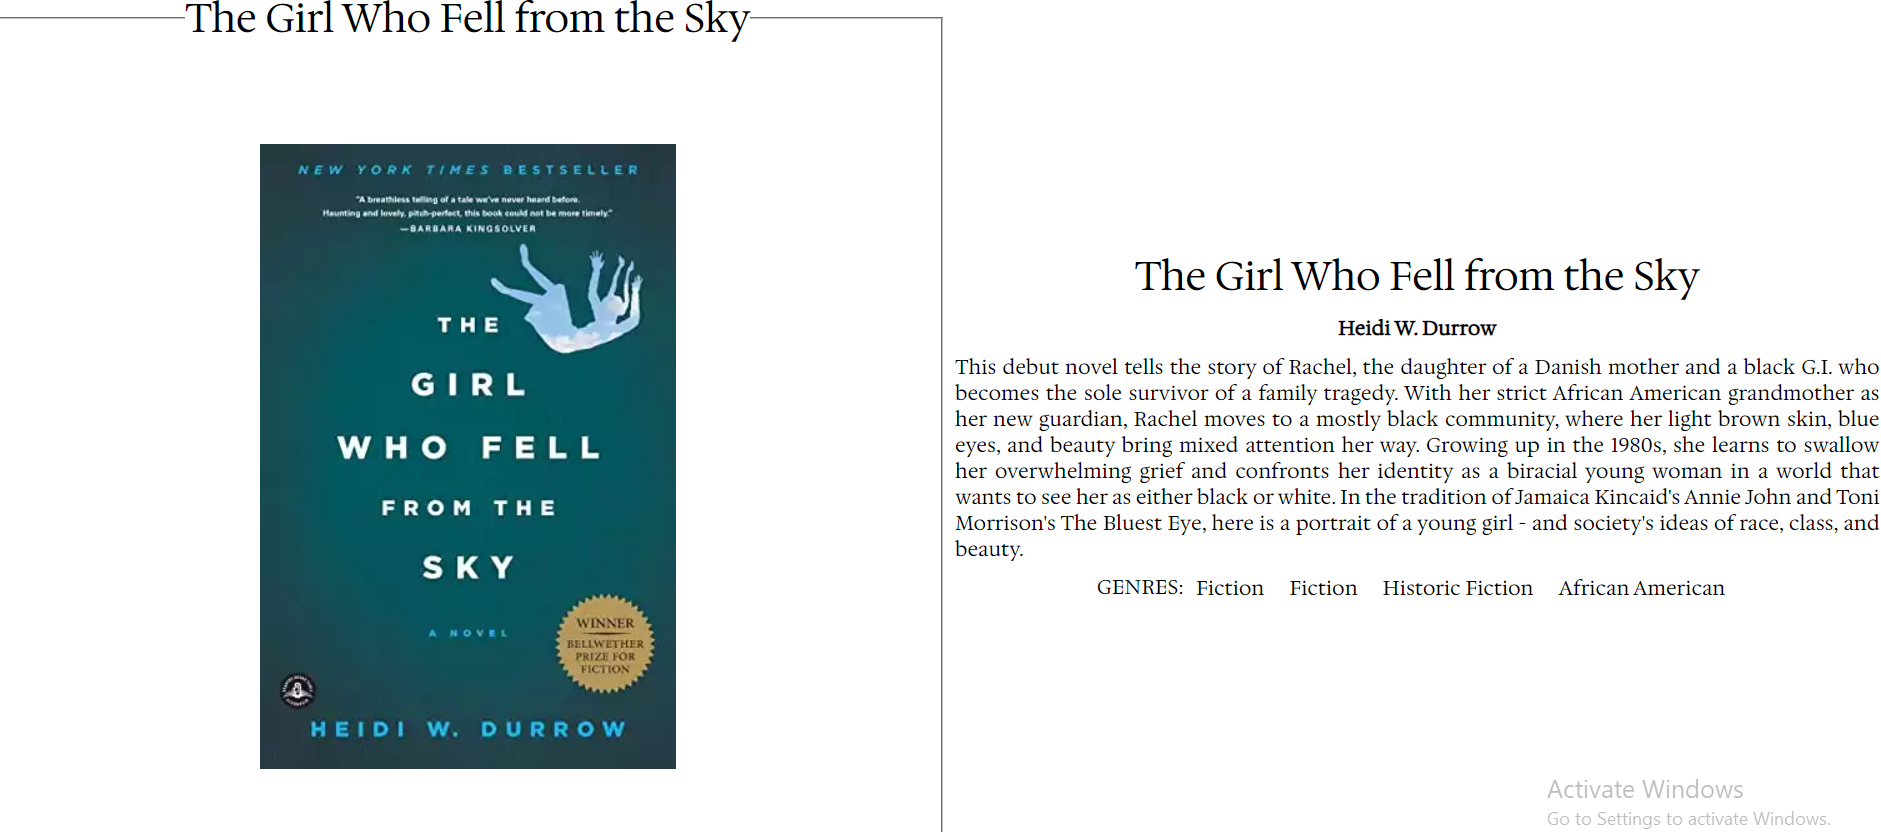 The Girl Who Fell from the Sky
NEW YORK TIMES BESTSELLER
"A breathless telling of a tale we've never heard before.
Haunting and lovely, pitch-perfect, this book could not be more timely."
—BARBARA KINGSOLVER
THE
GIRL
WHO FELL
FROM THE
SKY
A NOVEL
WINNER
BELLWETHER
PRIZE FOR
FICTION
HEIDI W. DURROW
The Girl Who Fell from the Sky
Heidi W. Durrow
This debut novel tells the story of Rachel, the daughter of a Danish mother and a black G.I. who
becomes the sole survivor of a family tragedy. With her strict African American grandmother as
her new guardian, Rachel moves to a mostly black community, where her light brown skin, blue
eyes, and beauty bring mixed attention her way. Growing up in the 1980s, she learns to swallow
her overwhelming grief and confronts her identity as a biracial young woman in a world that
wants to see her as either black or white. In the tradition of Jamaica Kincaid's Annie John and Toni
Morrison's The Bluest Eye, here is a portrait of a young girl - and society's ideas of race, class, and
beauty.
GENRES: Fiction Fiction Historic Fiction African American
Activate Windows
Go to Settings to activate Windows.